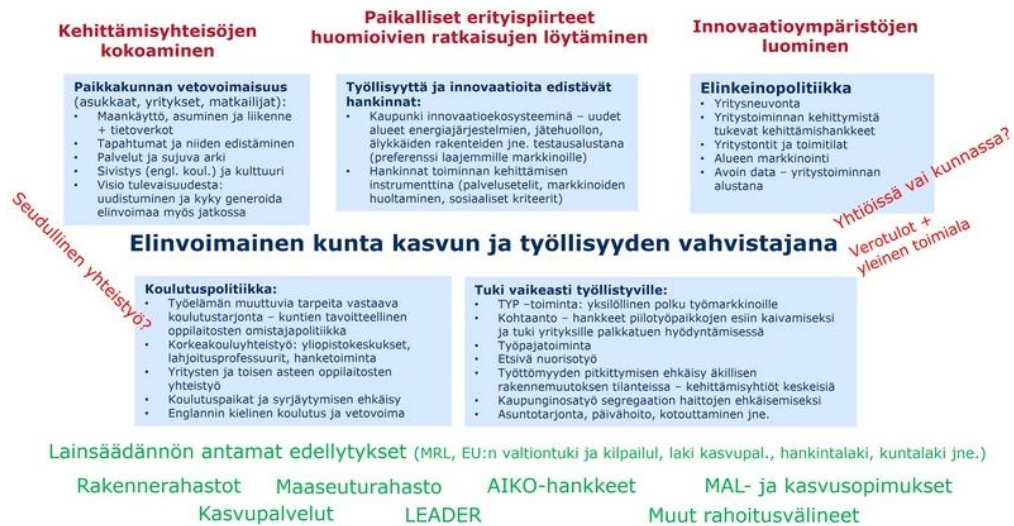 Kehittämisyhteisöjen
kokoaminen
Paikalliset erityispiirteet
huomioivien ratkaisujen löytäminen
Innovaatioympäristöjen
luominen
Paikkakunnan vetovoimaisuus
(asukkaat, yritykset, matkailijat):
• Maankäyttö, asuminen ja liikenne
+ tietoverkot
• Tapahtumat ja niiden edistäminen
• Palvelut ja sujuva arki
• Sivistys (engl. koul.) ja kulttuuri
• Visio tulevaisuudesta:
uudistuminen ja kyky generoida
elinvoimaa myös jatkossa
Työllisyyttä ja innovaatioita edistävät
hankinnat:
• Kaupunki innovaatioekosysteeminä – uudet
alueet energiajärjestelmien, jätehuollon,
älykkäiden rakenteiden jne. testausalustana
(preferenssi laajemmille markkinoille)
• Hankinnat toiminnan kehittämisen
instrumenttina (palvelusetelit, markkinoiden
huoltaminen, sosiaaliset kriteerit)
Elinkeinopolitiikka
• Yritysneuvonta
• Yritystoiminnan kehittymistä
tukevat kehittämishankkeet
• Yritystontit ja toimitilat
• Alueen markkinointi
• Avoin data – yritystoiminnan
alustana
Seudullinen yhteistyö?
Yhtiöissä vai kunnassa?
Verotulot +
yleinen toimiala
Elinvoimainen kunta kasvun ja työllisyyden vahvistajana
Koulutuspolitiikka:
• Työelämän muuttuvia tarpeita vastaava
koulutustarjonta – kuntien tavoitteellinen
oppilaitosten omistajapolitiikka
• Korkeakouluyhteistyö: yliopistokeskukset,
lahjoitusprofessuurit, hanketoiminta
• Yritysten ja toisen asteen oppilaitosten
yhteistyö
• Koulutuspaikat ja syrjäytymisen ehkäisy
• Englannin kielinen koulutus ja vetovoima
Tuki vaikeasti työllistyville:
• TYP –toiminta: yksilöllinen polku työmarkkinoille
• Kohtaanto – hankkeet piilotyöpaikkojen esiin kaivamiseksi
ja tuki yrityksille palkkatuen hyödyntämisessä
• Työpajatoiminta
• Etsivä nuorisotyö
• Työttömyyden pitkittymisen ehkäisy äkillisen
rakennemuutoksen tilanteissa – kehittämisyhtiöt keskeisiä
• Kaupunginosatyö segregaation haittojen ehkäisemiseksi
• Asuntotarjonta, päivähoito, kotouttaminen jne.
Lainsäädännön antamat edellytykset (MRL, EU:n valtiontuki ja kilpailul, laki kasvupal., hankintalaki, kuntalaki jne.)
Rakennerahastot Maaseuturahasto AIKO-hankkeet MAL- ja kasvusopimukset
Kasvupalvelut LEADER Muut rahoitusvälineet